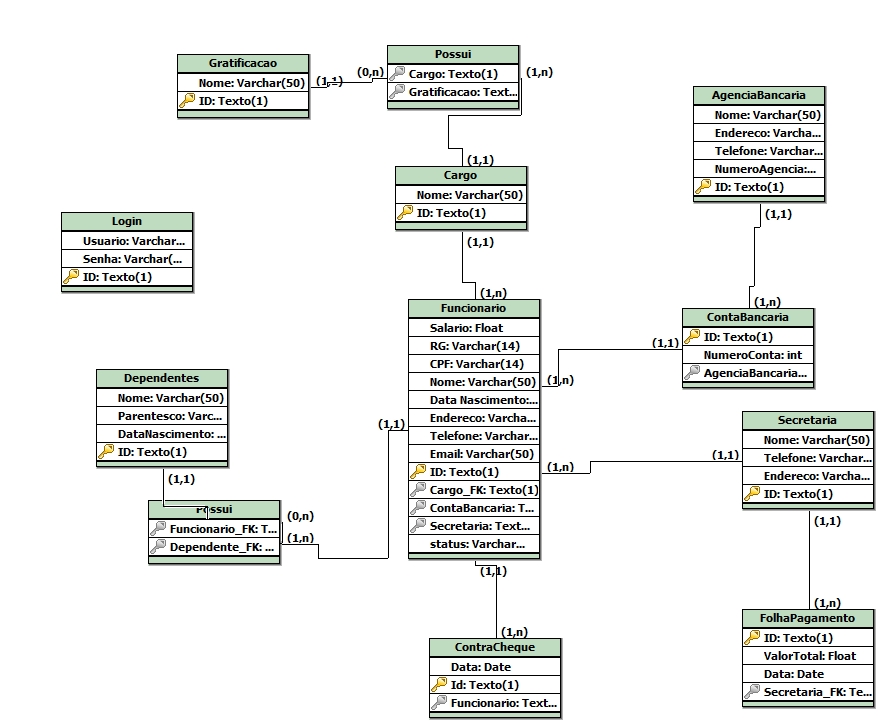 Gratificacao
Nome: Varchar(50)
ID: Texto(1)
(1,1)
(0,n)
Possui
Cargo: Texto(1)
Gratificacao: Text...
(1,n)
(1,1)
Cargo
Nome: Varchar(50)
ID: Texto(1)
(1,1)
AgenciaBancaria
Nome: Varchar(50)
Endereco: Varcha...
Telefone: Varchar...
NumeroAgencia:...
ID: Texto(1)
(1,1)
Login
Usuario: Varchar...
Senha: Varchar(...
ID: Texto(1)
(1,n)
Funcionario
Salario: Float
RG: Varchar(14)
CPF: Varchar(14)
Nome: Varchar(50)
Data Nascimento:...
Endereco: Varcha...
Telefone: Varchar...
Email: Varchar(50)
ID: Texto(1)
Cargo_FK: Texto(1)
ContaBancaria: T...
Secretaria: Text...
status: Varchar...
(1,n)
ContaBancaria
ID: Texto(1)
NumeroConta: int
AgenciaBancaria...
(1,1)
(1,n)
Dependentes
Nome: Varchar(50)
Parentesco: Varc...
DataNascimento: ...
ID: Texto(1)
(1,1)
(1,1)
Possui
Funcionario_FK: T...
Dependente_FK: ...
(0,n)
(1,n)
Secretaria
Nome: Varchar(50)
Telefone: Varchar...
Endereco: Varcha...
ID: Texto(1)
(1,1)
(1,n)
(1,1)
(1,n)
FolhaPagamento
ID: Texto(1)
ValorTotal: Float
Data: Date
Secretaria_FK: Te...
(1,1)
(1,n)
ContraCheque
Data: Date
Id: Texto(1)
Funcionario: Text...